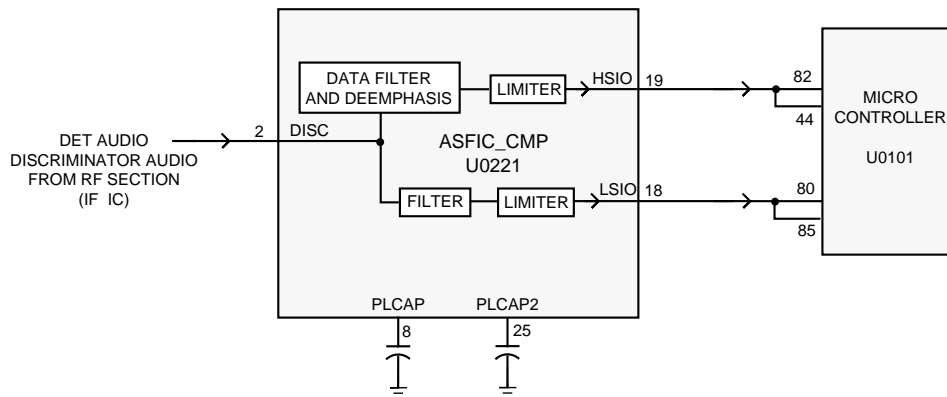 DATA FILTER
AND DEEMPHASIS
LIMITER
HSIO
19
82
44
MICRO
CONTROLLER
U0101
DET AUDIO
DISCRIMINATOR AUDIO
FROM RF SECTION
(IF IC)
2
DISC
ASFIC_CMP
U0221
FILTER
LIMITER
LSIO
18
80
85
PLCAP
8
PLCAP2
25